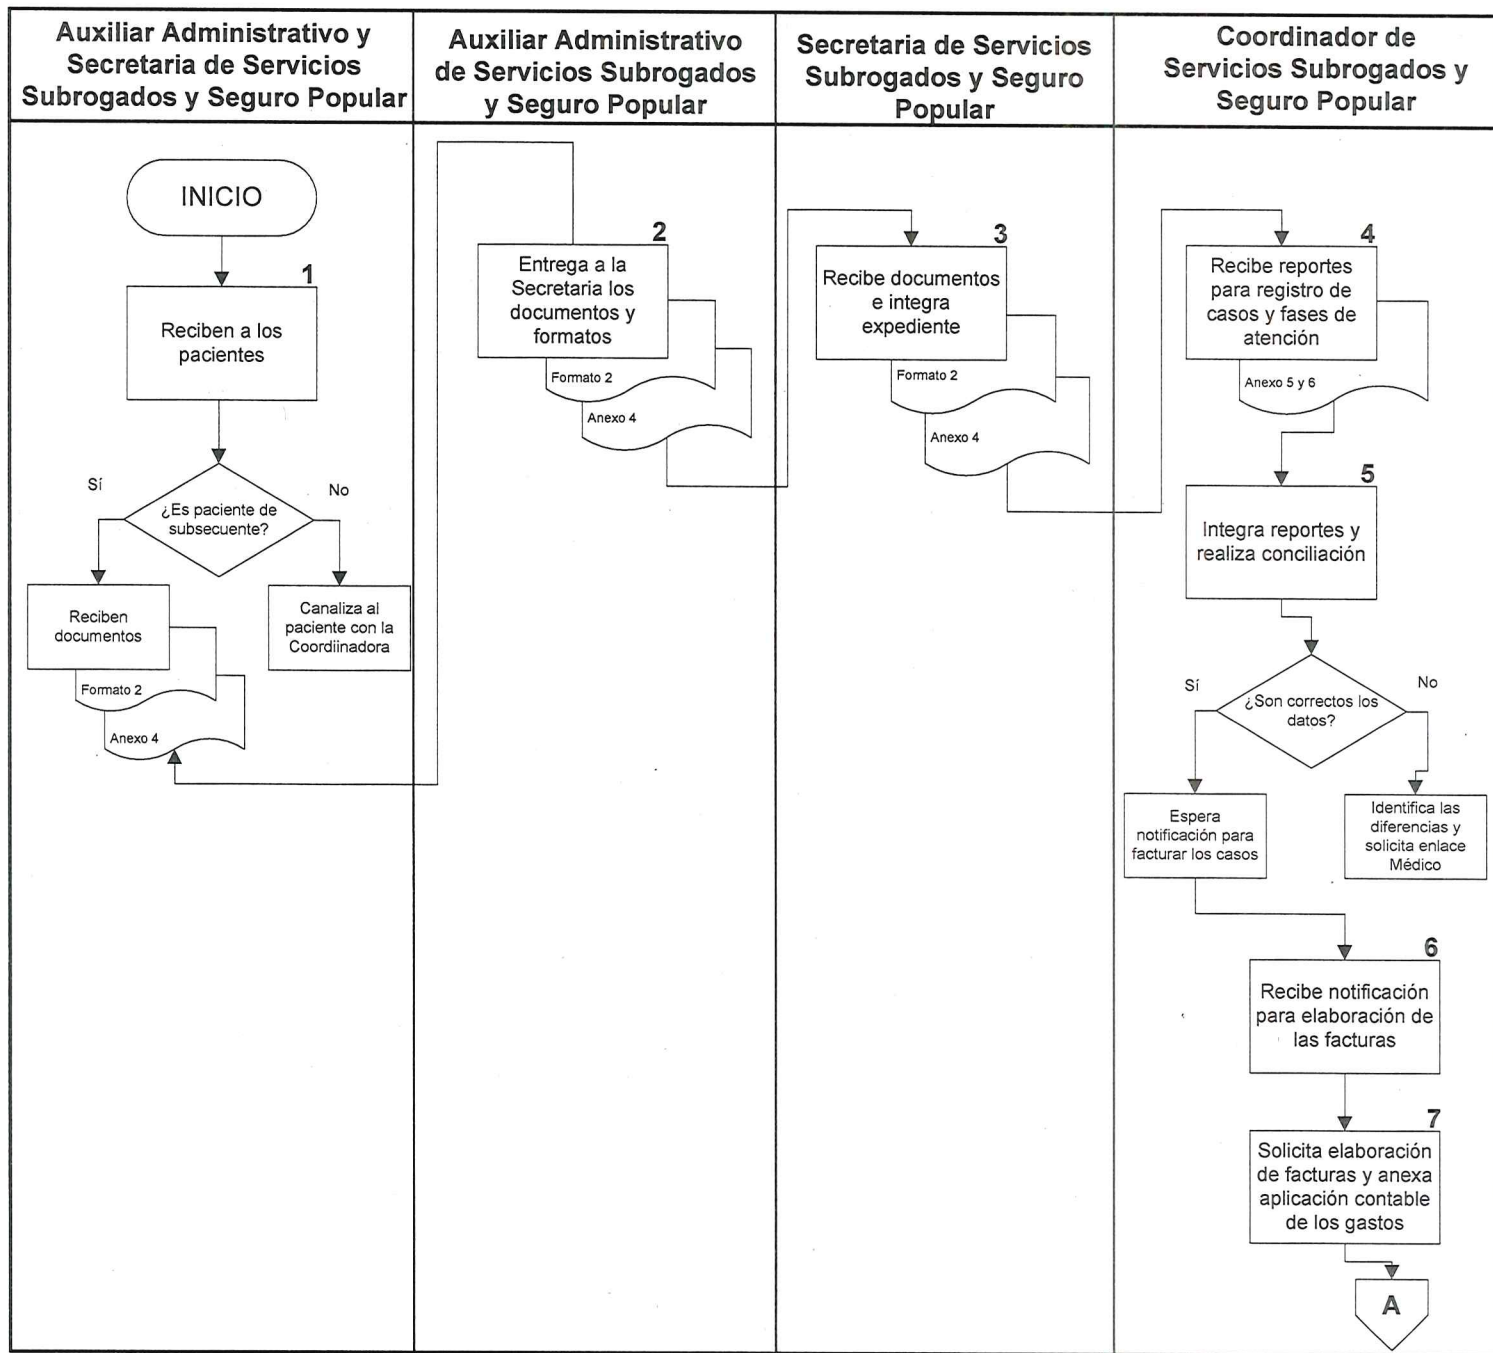 Auxiliar Administrativo y
Secretaria de Servicios
Subrogados y Seguro Popular
Auxiliar Administrativo
de Servicios Subrogados
y Seguro Popular
Secretaria de Servicios
Subrogados y Seguro
Popular
Coordinador de
Servicios Subrogados y
Seguro Popular
INICIO
1
Reciben a los
pacientes
¿Es paciente de
subsecuente?
Sí
No
Reciben
documentos
Formato 2
Anexo 4
Canaliza al
paciente con la
Coordiinadora
2
Entrega a la
Secretaria los
documentos y
formatos
Formato 2
Anexo 4
3
Recibe documentos
e integra
expediente
Formato 2
Anexo 4
4
Recibe reportes
para registro de
casos y fases de
atención
Anexo 5 y 6
5
Integra reportes y
realiza conciliación
¿Son correctos los
datos?
Sí
No
Espera
notificación para
facturar los casos
Identifica las
diferencias y
solicita enlace
Médico
6
Recibe notificación
para elaboración de
las facturas
7
Solicita elaboración
de facturas y anexa
aplicación contable
de los gastos
A